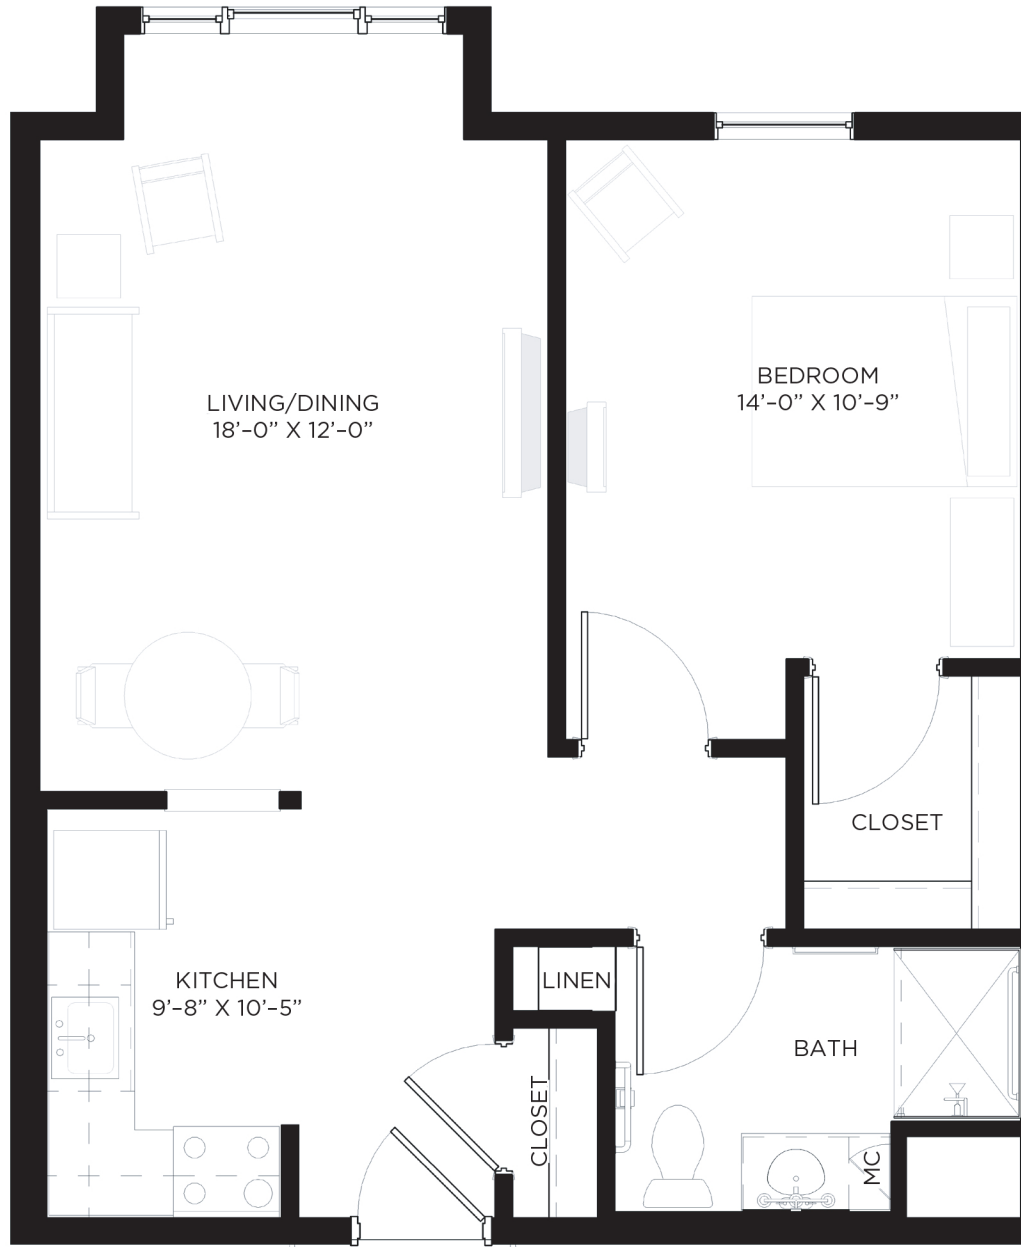 LIVING/DINING
18’-0” X 12’-0”
BEDROOM
14’-0” X 10’-9”
CLOSET
KITCHEN
9’-8” X 10’-5”
LINEN
BATH
CLOSET
MC